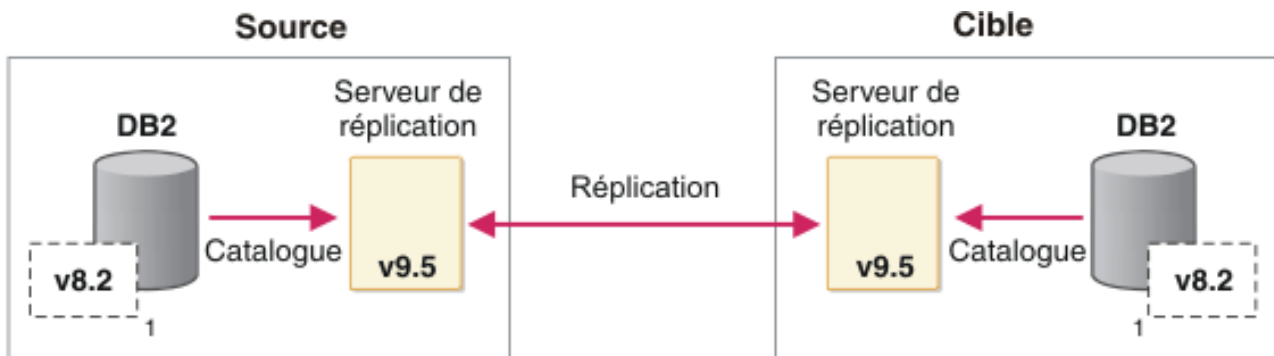 Source
Cible
Serveur de
réplication
DB2
Catalogue
v9.5
v8.2
1
Réplication
Serveur de
réplication
DB2
Catalogue
v9.5
v8.2
1